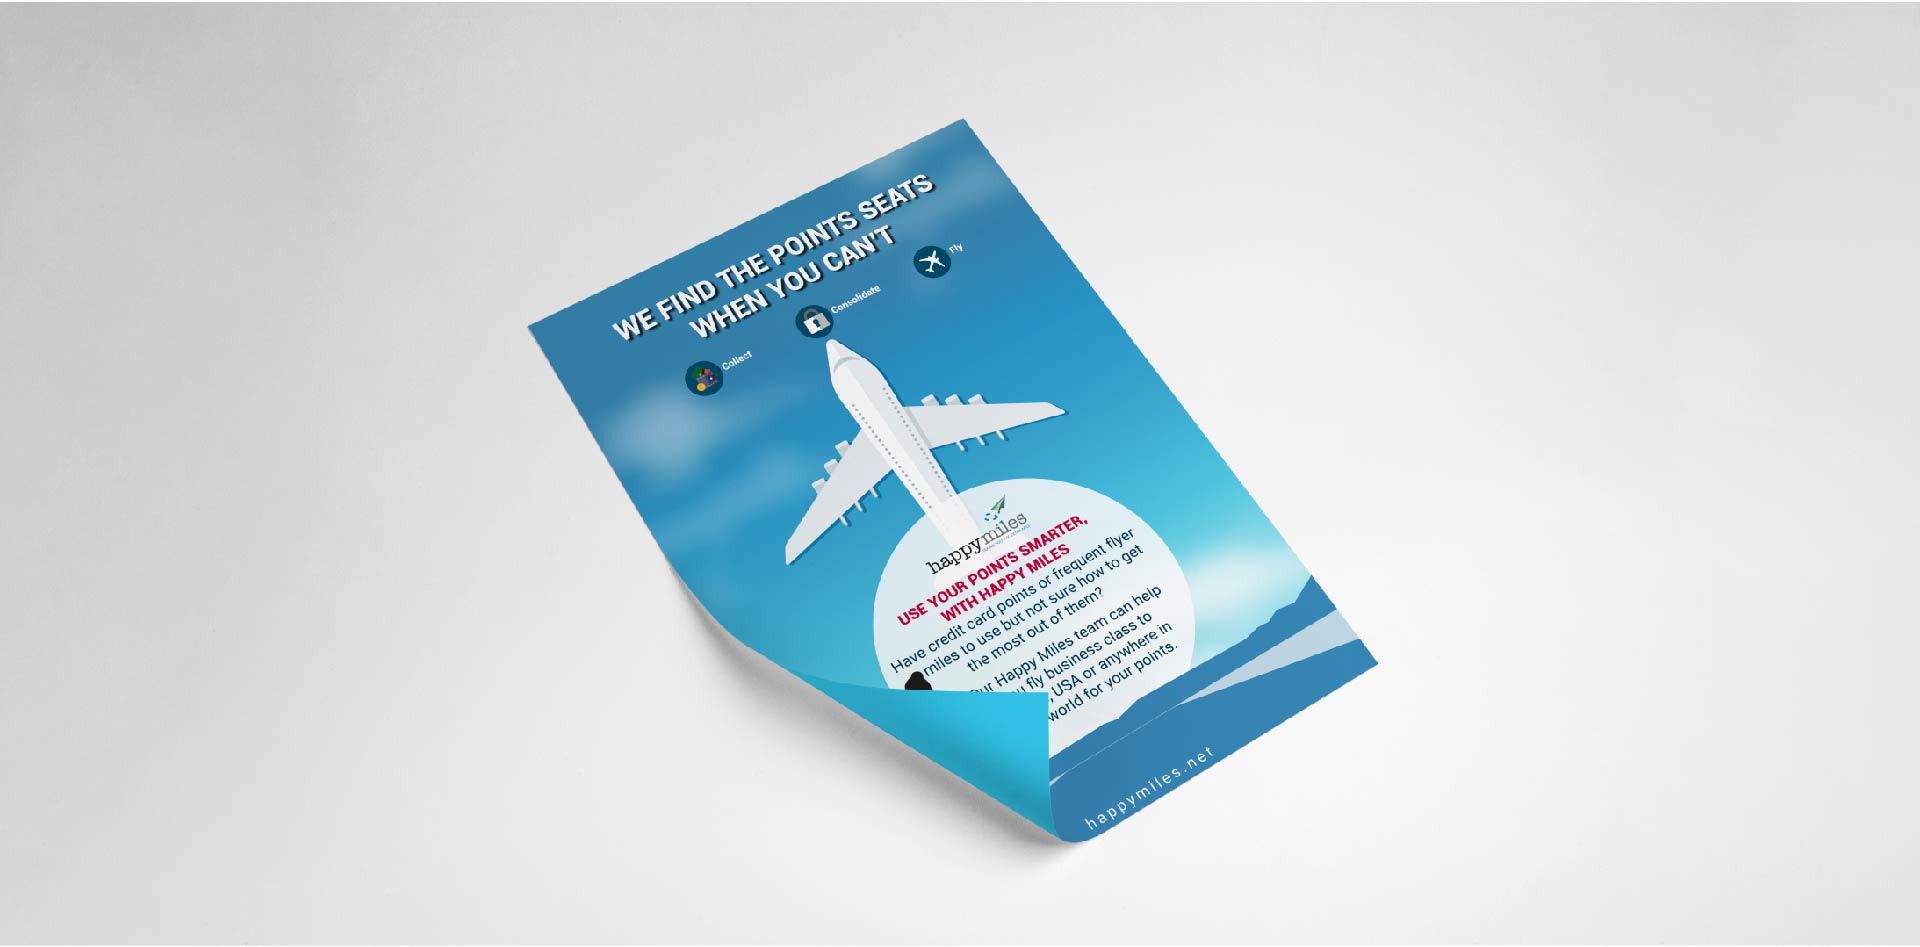 WE FIND THE POINTS SEATS
WHEN YOU CAN'T
Collect
Consolidate
Fly
happymiles
USE YOUR POINTS SMARTER,
WITH HAPPY MILES
Have credit card points or frequent flyer
miles to use but not sure how to get
the most out of them?
Happy Miles team can help
fly business class to
, USA or anywhere in
world for your points.
happymiles.net